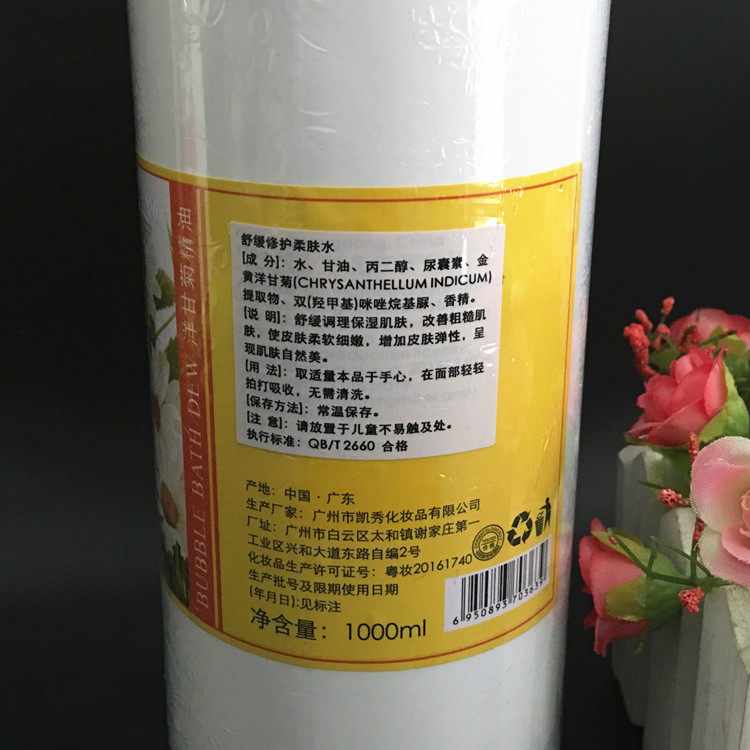 舒缓修护柔肤水
[成 分]：水、甘油、丙二醇、尿囊素、金
黄洋甘菊(CHRYSANTHELLUM INDICUM)
提取物、双(羟甲基)咪唑烷基脲、香精。
[说 明]：舒缓调理保湿肌肤，改善粗糙肌
肤，使皮肤柔软细嫩，增加皮肤弹性，呈
现肌肤自然美。
[用 法]：取适量本品于手心，在面部轻轻
拍打吸收，无需清洗。
[保存方法]：常温保存。
[注 意]：请放置于儿童不易触及处。
执行标准：QB/T 2660 合格
产地：中国·广东
生产厂家：广州市凯秀化妆品有限公司
厂址：广州市白云区太和镇谢家庄第一
工业区兴和大道东路自编2号
化妆品生产许可证号：粤妆20161740
生产批号及限期使用日期
(年月日):见标注
净含量：1000ml
BUBBLE BATH DEW 洋甘菊精油